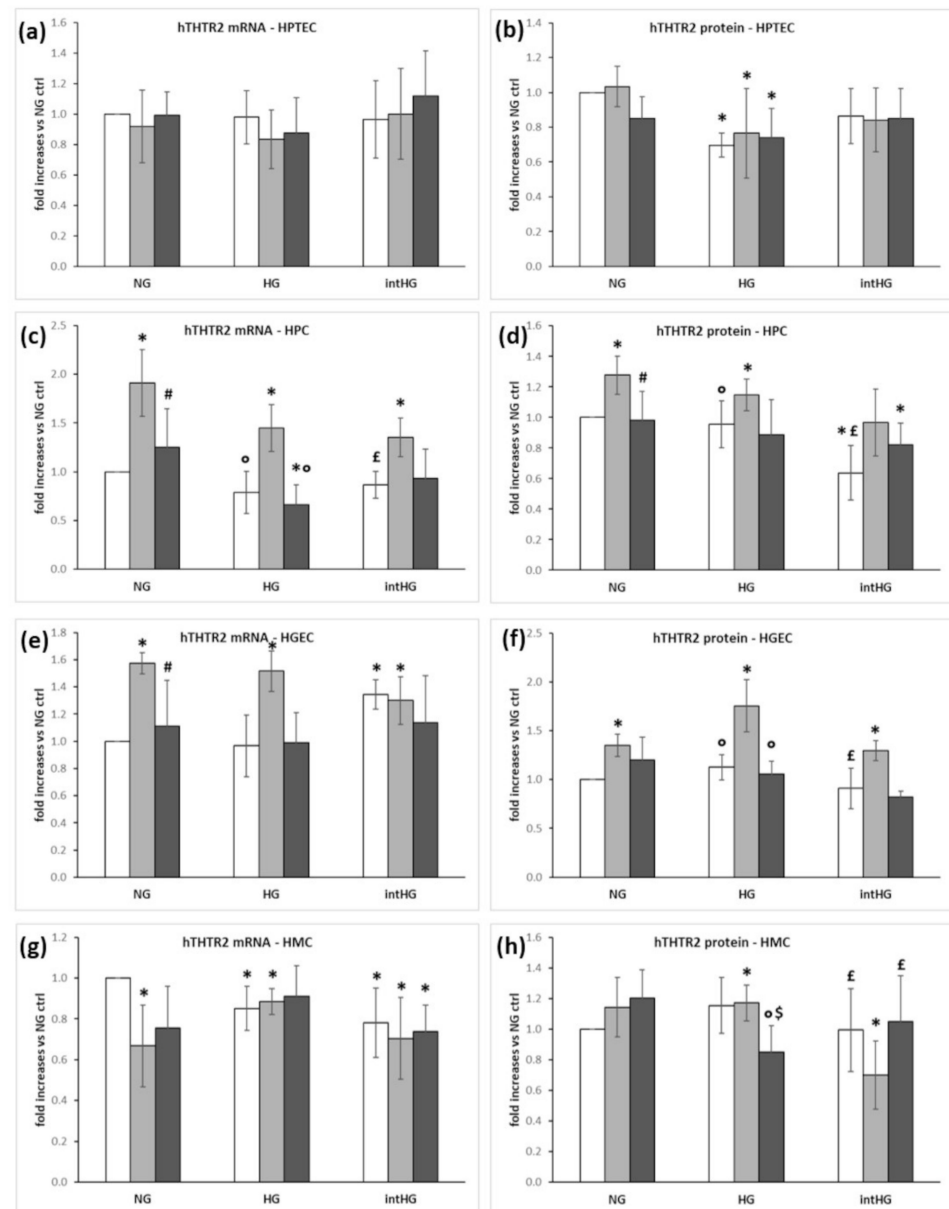 (a) hTHTR2 mRNA - HPTEC
fold increases vs NG ctrl
1.6
1.4
1.2
1.0
0.8
0.6
0.4
0.2
0.0
NG HG intHG
(b) hTHTR2 protein - HPTEC
fold increases vs NG ctrl
1.4
1.2
1.0
0.8
0.6
0.4
0.2
0.0
* * *
NG HG intHG
(c) hTHTR2 mRNA - HPC
fold increases vs NG ctrl
2.5
2.0
1.5
1.0
0.5
0.0
* # o * *o £ *
NG HG intHG
(d) hTHTR2 protein - HPC
fold increases vs NG ctrl
1.6
1.4
1.2
1.0
0.8
0.6
0.4
0.2
0.0
* # o * *£ *
NG HG intHG
(e) hTHTR2 mRNA - HGEC
fold increases vs NG ctrl
1.8
1.6
1.4
1.2
1.0
0.8
0.6
0.4
0.2
0.0
* # * * *
NG HG intHG
(f) hTHTR2 protein - HGEC
fold increases vs NG ctrl
2.5
2.0
1.5
1.0
0.5
0.0
* o * o £ *
NG HG intHG
(g) hTHTR2 mRNA - HMC
fold increases vs NG ctrl
1.2
1.0
0.8
0.6
0.4
0.2
0.0
* * * * * *
NG HG intHG
(h) hTHTR2 protein - HMC
fold increases vs NG ctrl
1.6
1.4
1.2
1.0
0.8
0.6
0.4
0.2
0.0
* o$ £ * £
NG HG intHG